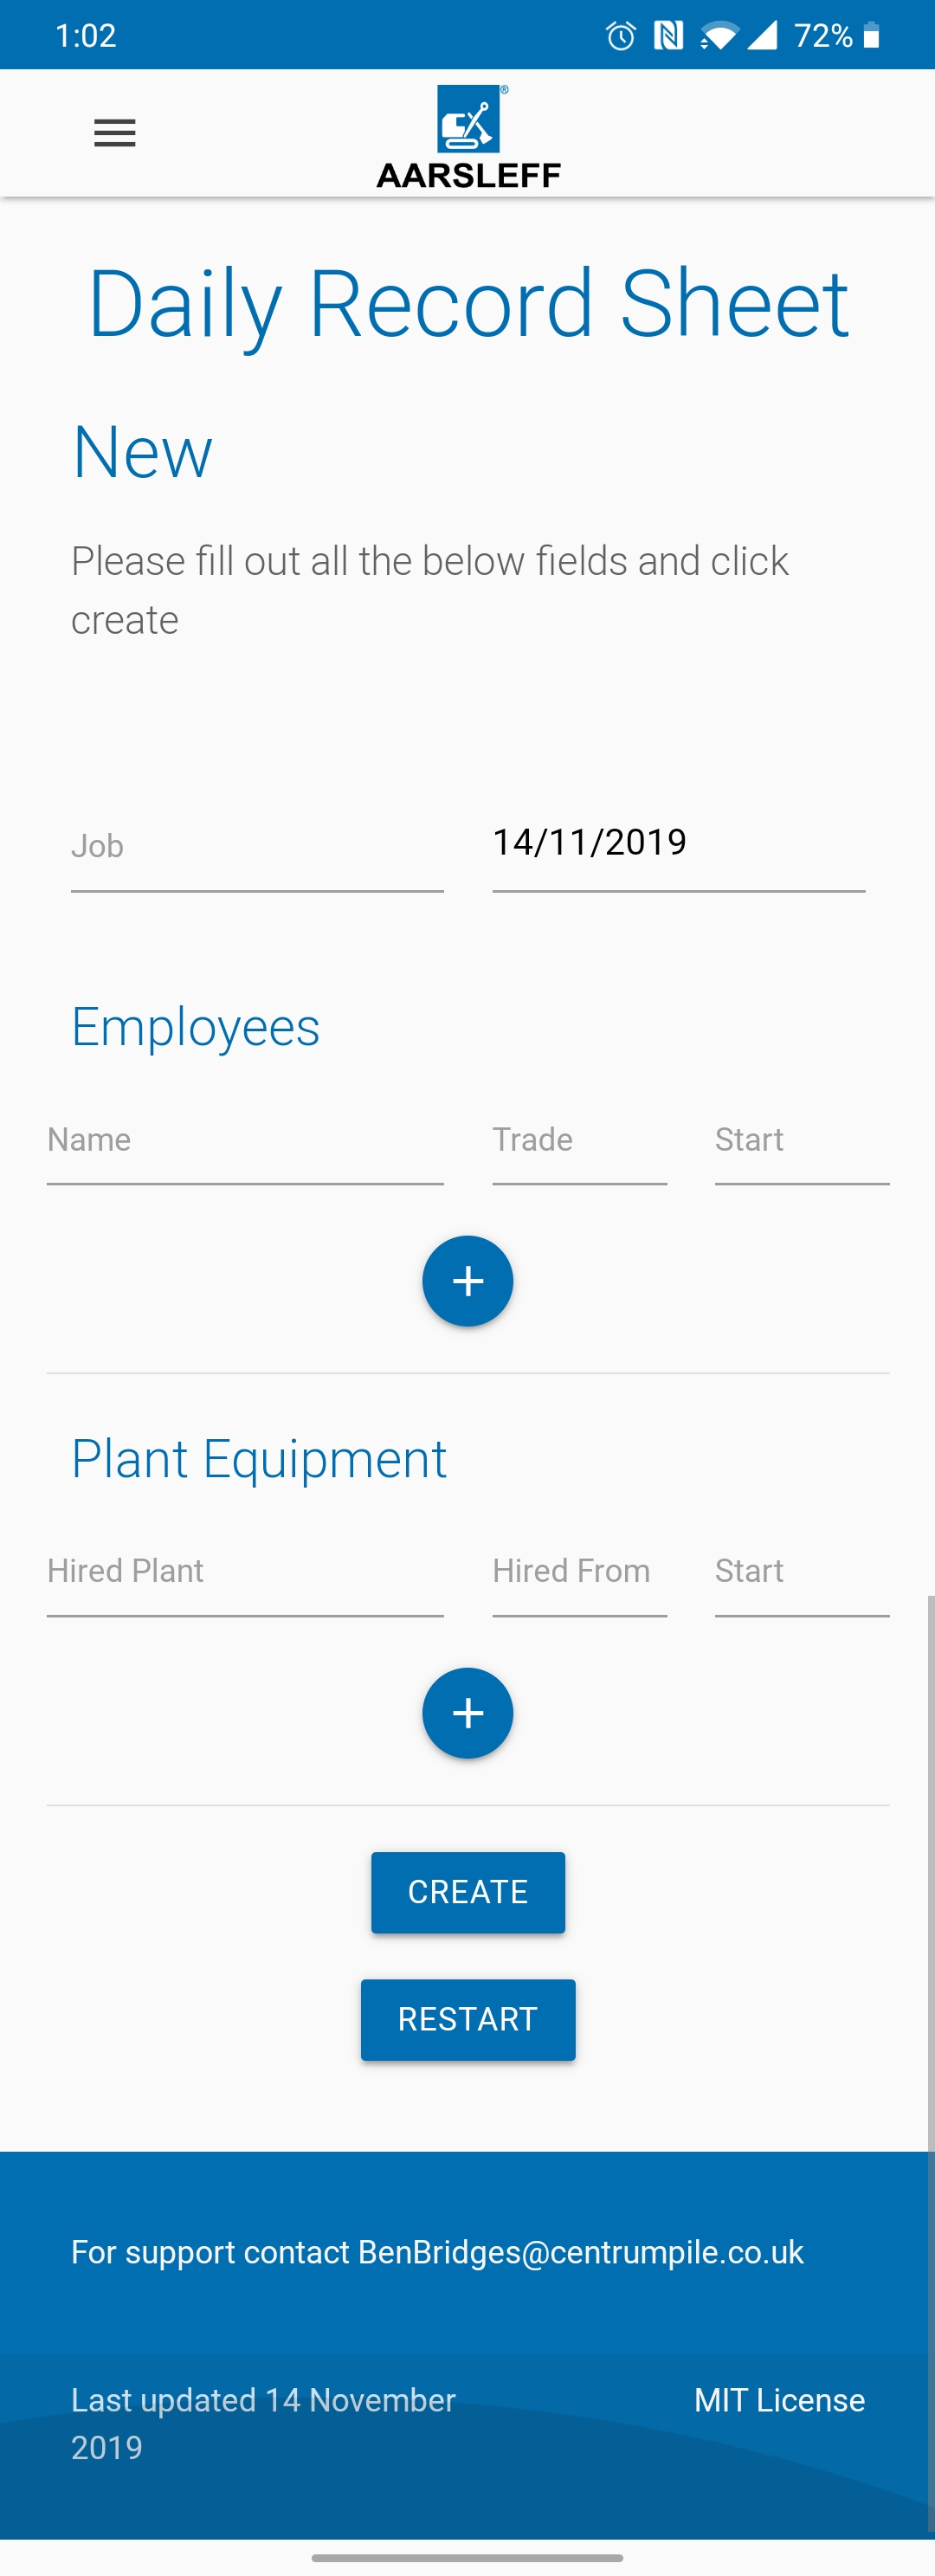 1:02 72%
®
AARSLEFF
Daily Record Sheet
New
Please fill out all the below fields and click
create
Job 14/11/2019
Employees
Name Trade Start
+
Plant Equipment
Hired Plant Hired From Start
+
CREATE
RESTART
For support contact BenBridges@centrumpile.co.uk
Last updated 14 November MIT License
2019